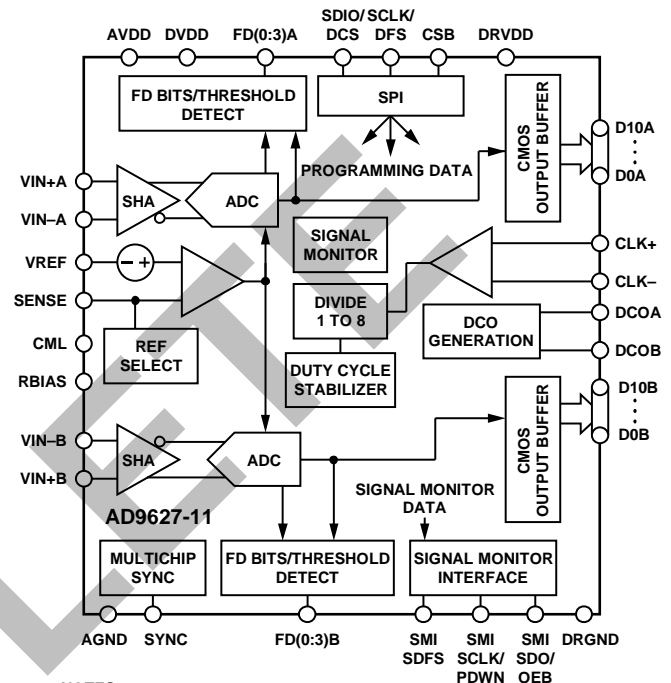 SDIO/ SCLK/
AVDD DVDD FD(0:3)A DCS DFS CSB DRVDD
FD BITS/THRESHOLD
DETECT
SPI
PROGRAMMING DATA
CMOS
OUTPUT BUFFER
D10A
D0A
VIN+A
VIN–A
SHA
ADC
VREF
– +
SENSE
SIGNAL
MONITOR
CLK+
CLK–
DIVIDE
1 TO 8
DUTY CYCLE
STABILIZER
DCO
GENERATION
DCOA
DCOB
CML
REF
SELECT
RBIAS
VIN–B
VIN+B
SHA
ADC
CMOS
OUTPUT BUFFER
D10B
D0B
AD9627-11
SIGNAL MONITOR
DATA
MULTICHIP
SYNC
FD BITS/THRESHOLD
DETECT
SIGNAL MONITOR
INTERFACE
AGND SYNC FD(0:3)B SMI SMI SMI DRGND
SDFS SCLK/ SDO/
PDWN OEB
LETE